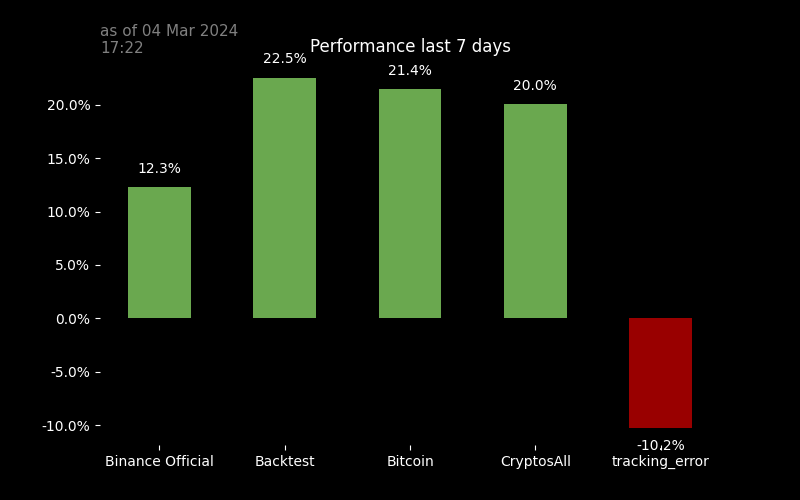 as of 04 Mar 2024
17:22
Performance last 7 days
22.5%
21.4%
20.0%
12.3%
-10.2%
20.0%
15.0%
10.0%
5.0%
0.0%
-5.0%
-10.0%
Binance Official
Backtest
Bitcoin
CryptosAll
tracking_error